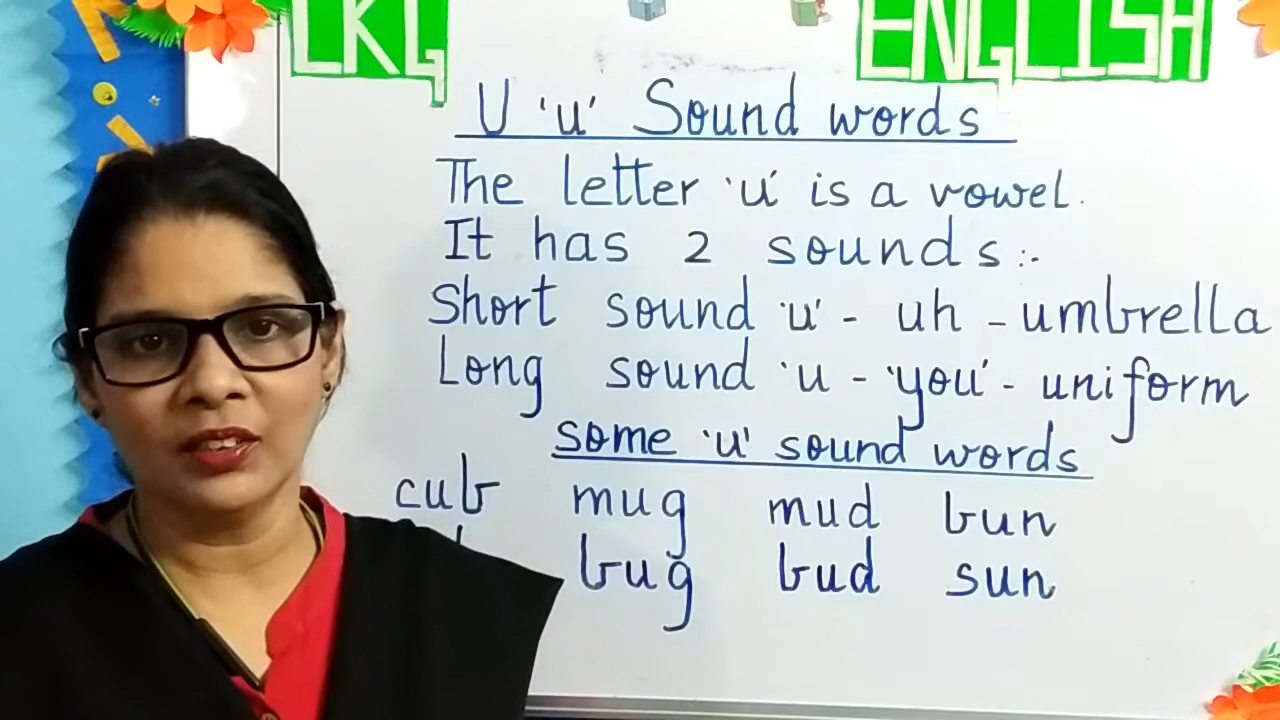 LKG ENGLISH
U 'u' Sound words
The letter 'u' is a vowel.
It has 2 sounds :-
Short sound 'u' - uh - umbrella
Long sound 'u - 'you' - uniform
some 'u' sound words
cub mug mud bun
bug bud sun